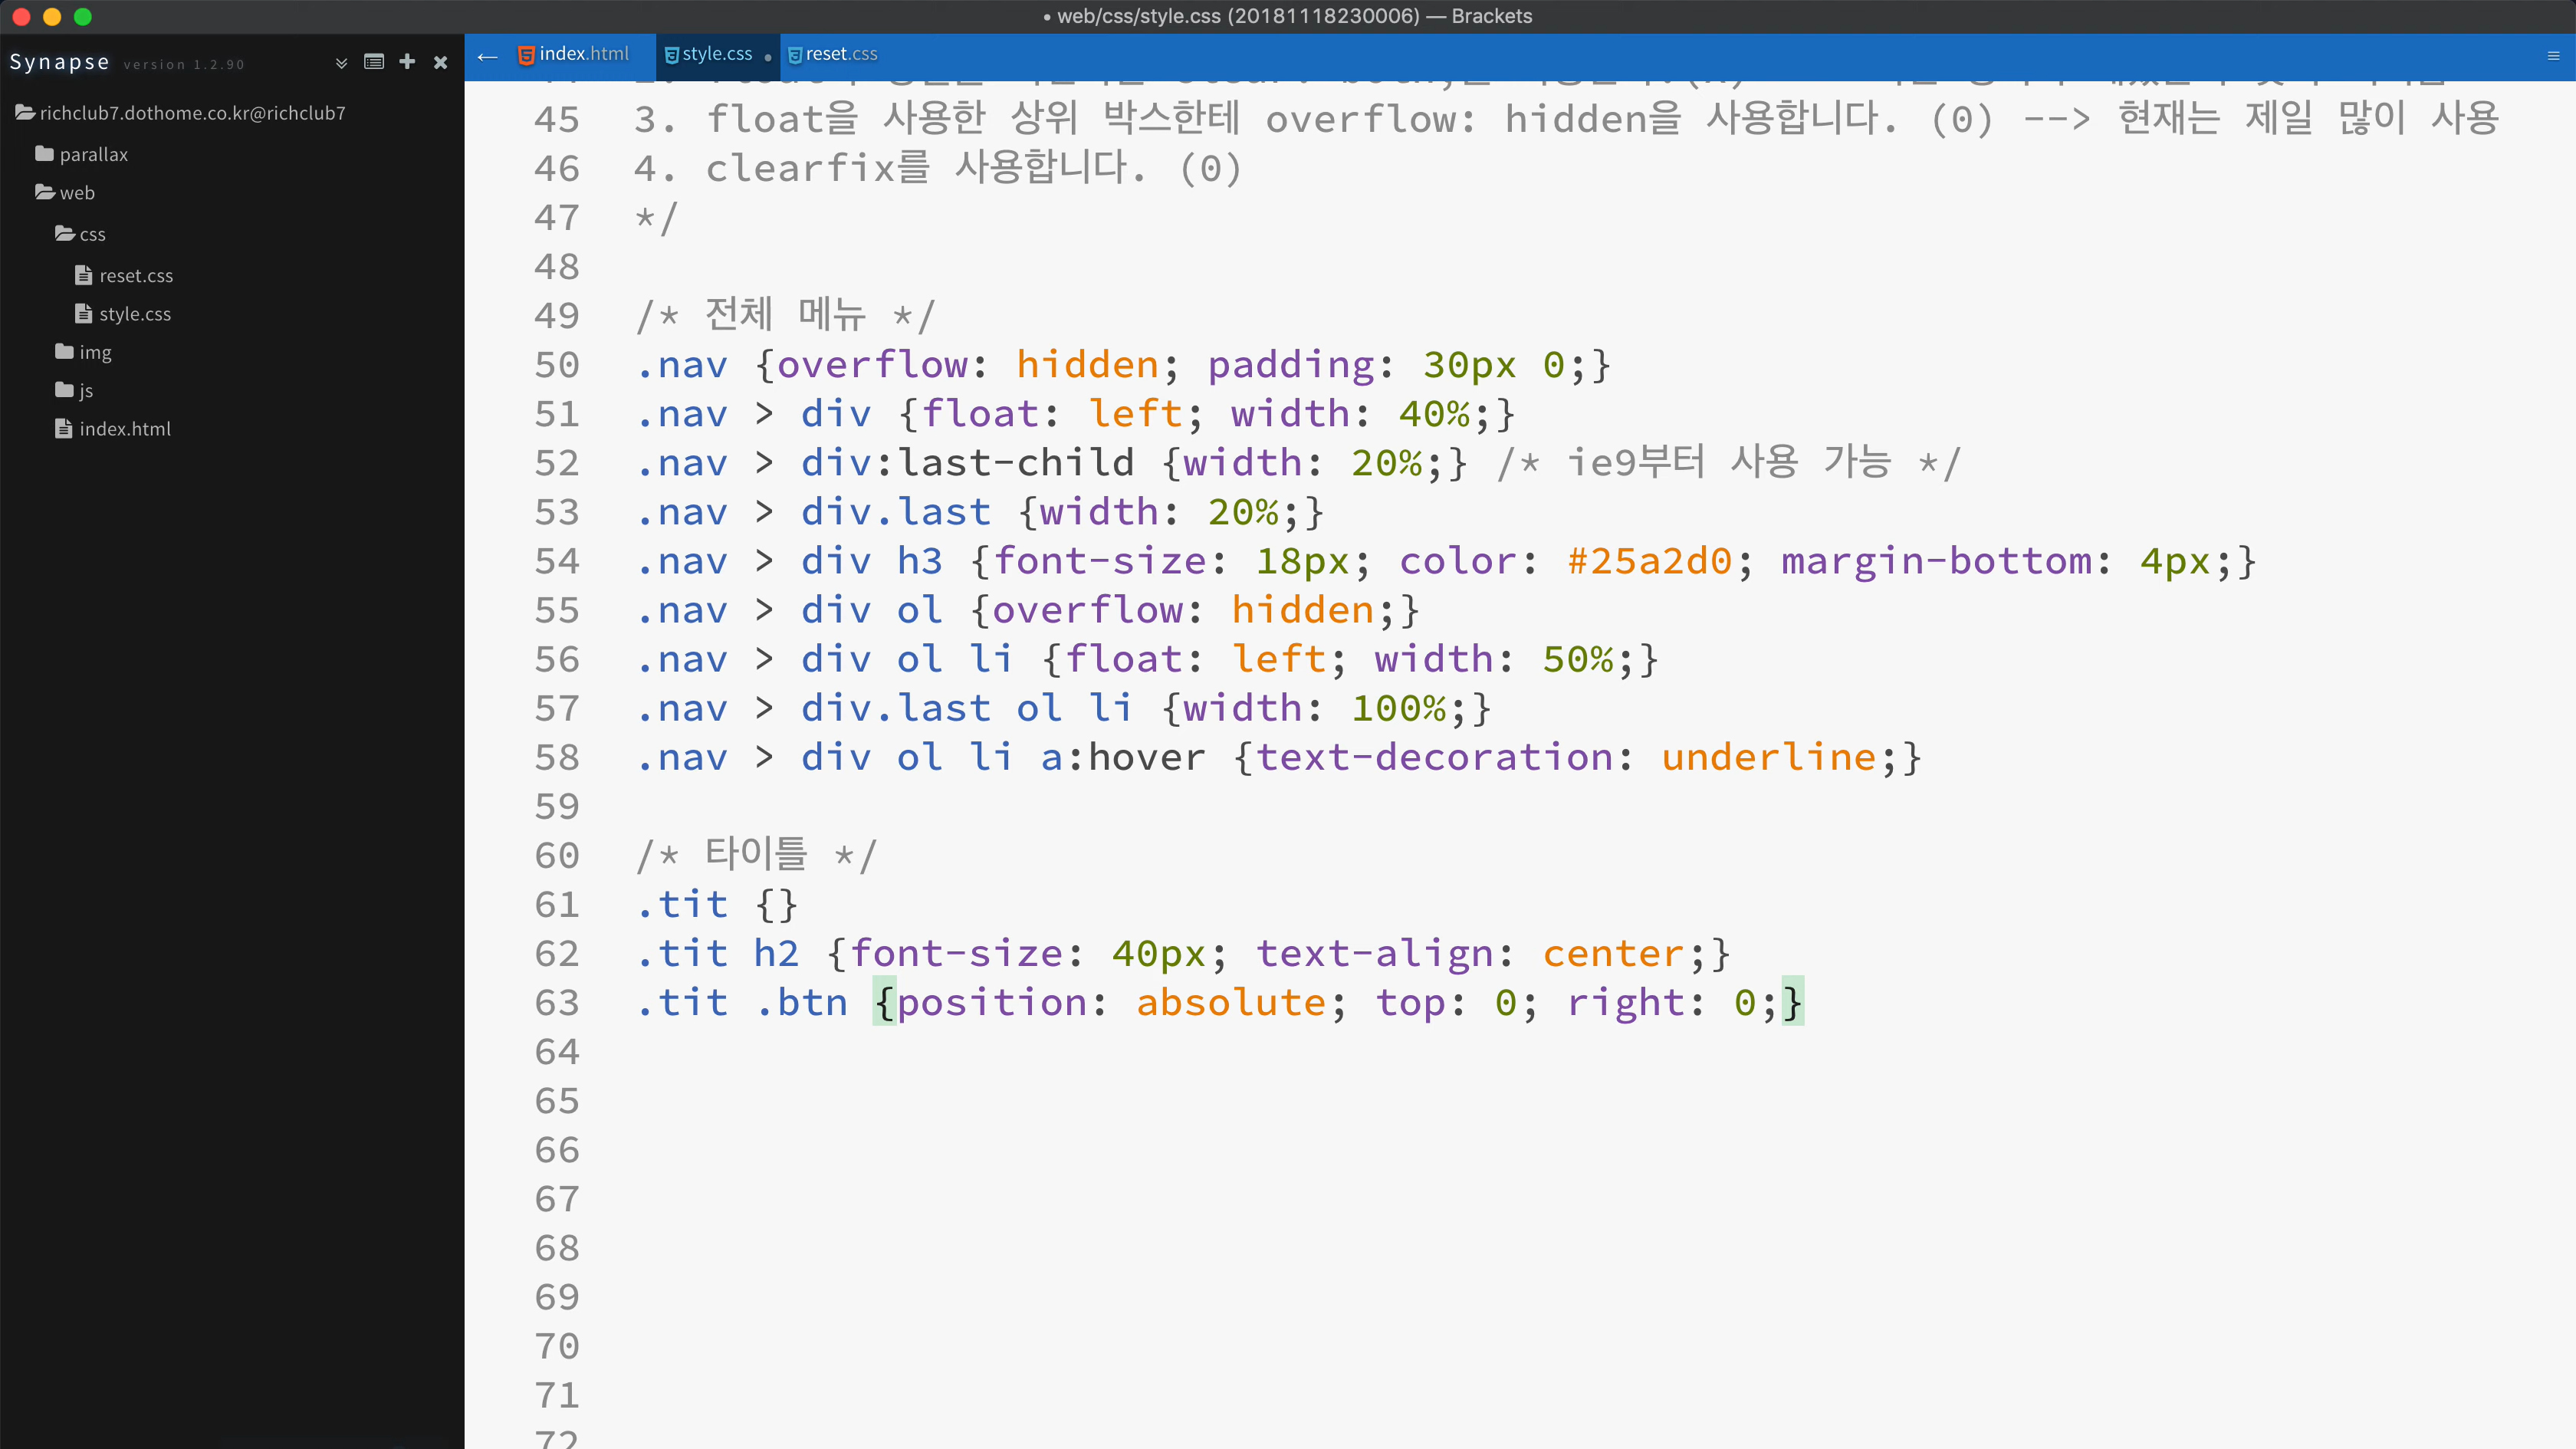 • web/css/style.css (20181118230006) — Brackets
Synapse version 1.2.90
richclub7.dothome.co.kr@richclub7
parallax
web
css
reset.css
style.css
img
js
index.html
← index.html style.css • reset.css
45 3. float을 사용한 상위 박스한테 overflow: hidden을 사용합니다. (0) --> 현재는 제일 많이 사용
46 4. clearfix를 사용합니다. (0)
47 */
48
49 /* 전체 메뉴 */
50 .nav {overflow: hidden; padding: 30px 0;}
51 .nav > div {float: left; width: 40%;}
52 .nav > div:last-child {width: 20%;} /* ie9부터 사용 가능 */
53 .nav > div.last {width: 20%;}
54 .nav > div h3 {font-size: 18px; color: #25a2d0; margin-bottom: 4px;}
55 .nav > div ol {overflow: hidden;}
56 .nav > div ol li {float: left; width: 50%;}
57 .nav > div.last ol li {width: 100%;}
58 .nav > div ol li a:hover {text-decoration: underline;}
59
60 /* 타이틀 */
61 .tit {}
62 .tit h2 {font-size: 40px; text-align: center;}
63 .tit .btn {position: absolute; top: 0; right: 0;}
64
65
66
67
68
69
70
71
72